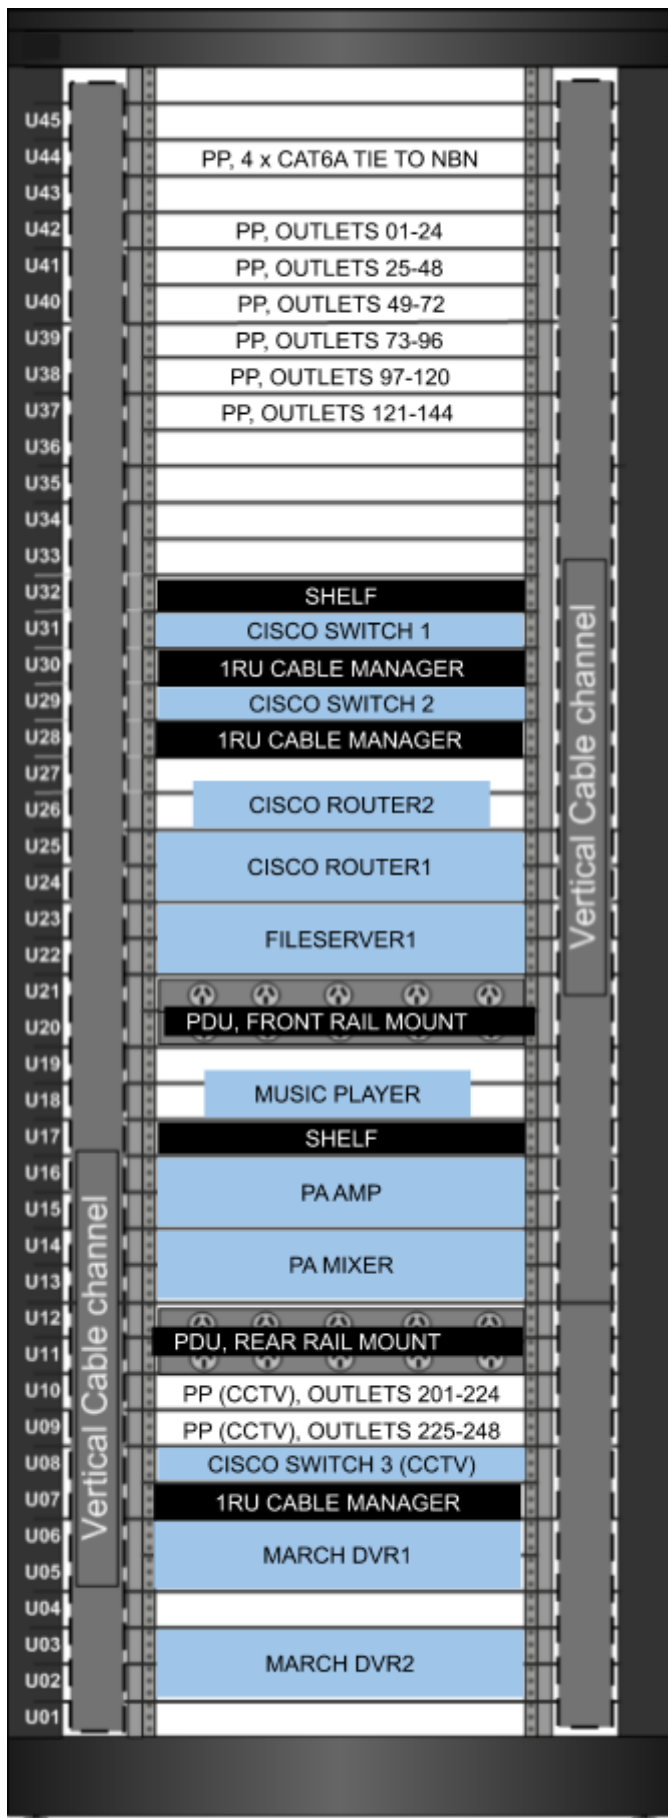 U45
U44 PP, 4 x CAT6A TIE TO NBN
U43
U42 PP, OUTLETS 01-24
U41 PP, OUTLETS 25-48
U40 PP, OUTLETS 49-72
U39 PP, OUTLETS 73-96
U38 PP, OUTLETS 97-120
U37 PP, OUTLETS 121-144
U36
U35
U34
U33
U32 SHELF
U31 CISCO SWITCH 1
U30 1RU CABLE MANAGER
U29 CISCO SWITCH 2
U28 1RU CABLE MANAGER
U27
U26 CISCO ROUTER2
U25
CISCO ROUTER1
U24
U23
FILESERVER1
U22
U21
U20 PDU, FRONT RAIL MOUNT
U19
U18 MUSIC PLAYER
U17 SHELF
U16
PA AMP
U15
U14
PA MIXER
U13
U12
PDU, REAR RAIL MOUNT
U11
U10 PP (CCTV), OUTLETS 201-224
U09 PP (CCTV), OUTLETS 225-248
U08 CISCO SWITCH 3 (CCTV)
U07 1RU CABLE MANAGER
U06
MARCH DVR1
U05
U04
U03
MARCH DVR2
U02
U01
Vertical Cable channel
Vertical Cable channel